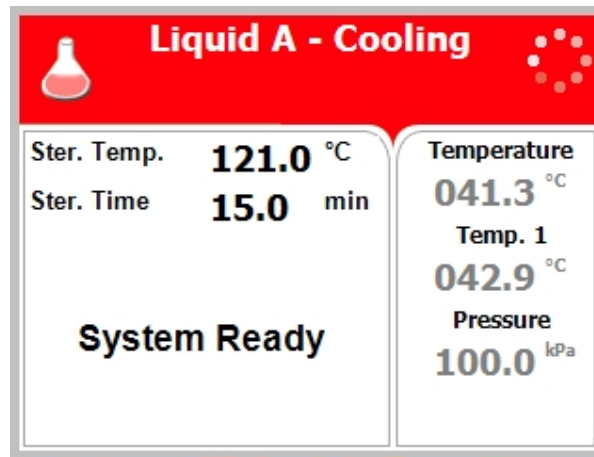 Liquid A - Cooling
Ster. Temp. 121.0 °C
Ster. Time 15.0 min
System Ready
Temperature
041.3 °C
Temp. 1
042.9 °C
Pressure
100.0 kPa